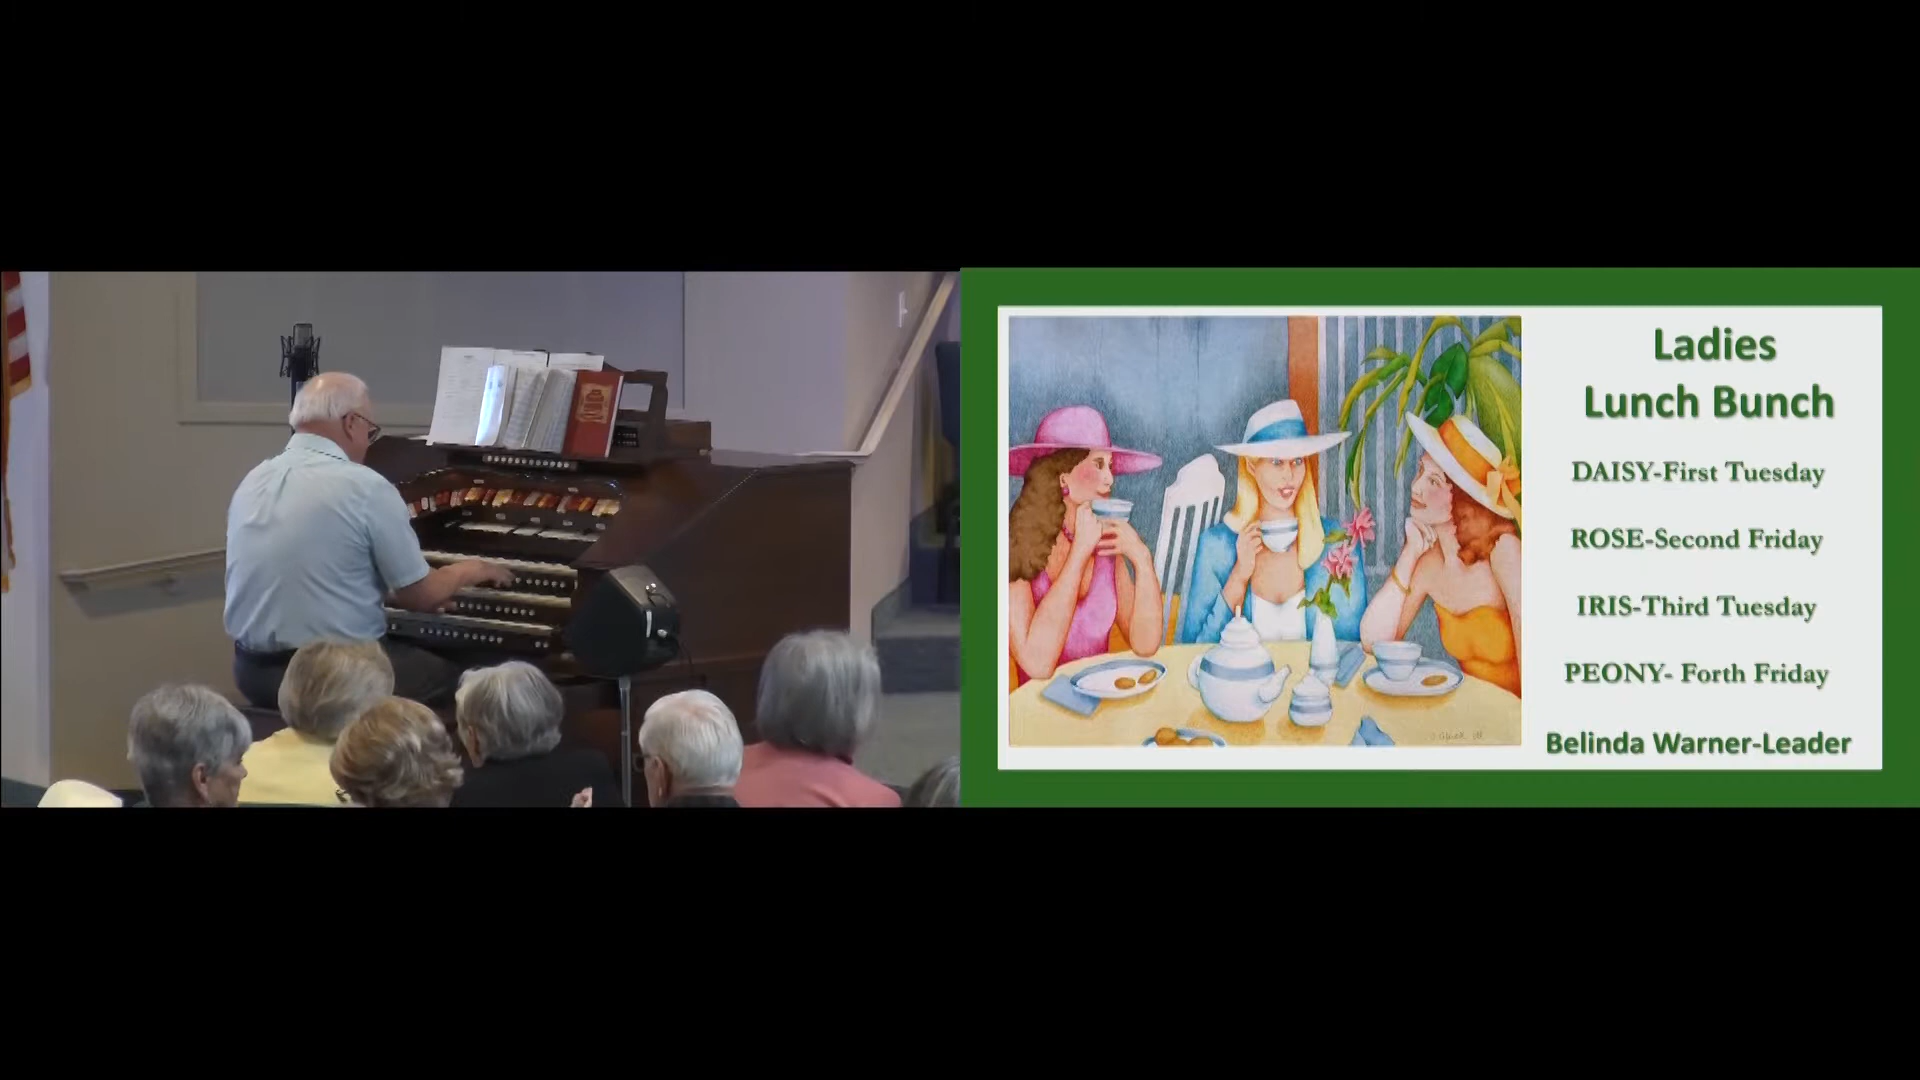 Ladies
Lunch Bunch
DAISY-First Tuesday
ROSE-Second Friday
IRIS-Third Tuesday
PEONY- Forth Friday
Belinda Warner-Leader